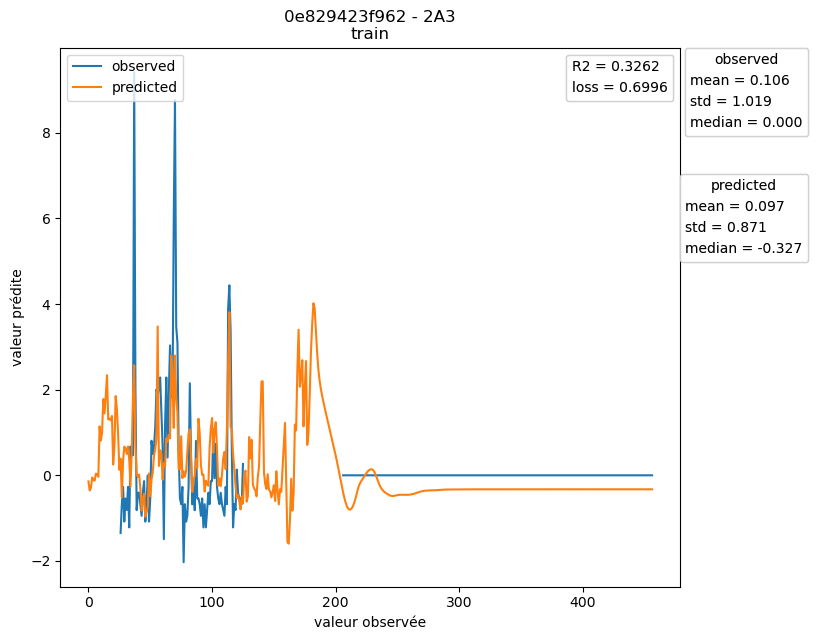 0e829423f962 - 2A3
train
observed
predicted
R2 = 0.3262
loss = 0.6996
observed
mean = 0.106
std = 1.019
median = 0.000
predicted
mean = 0.097
std = 0.871
median = -0.327
valeur prédite
8
6
4
2
0
−2
0
100
200
300
400
valeur observée